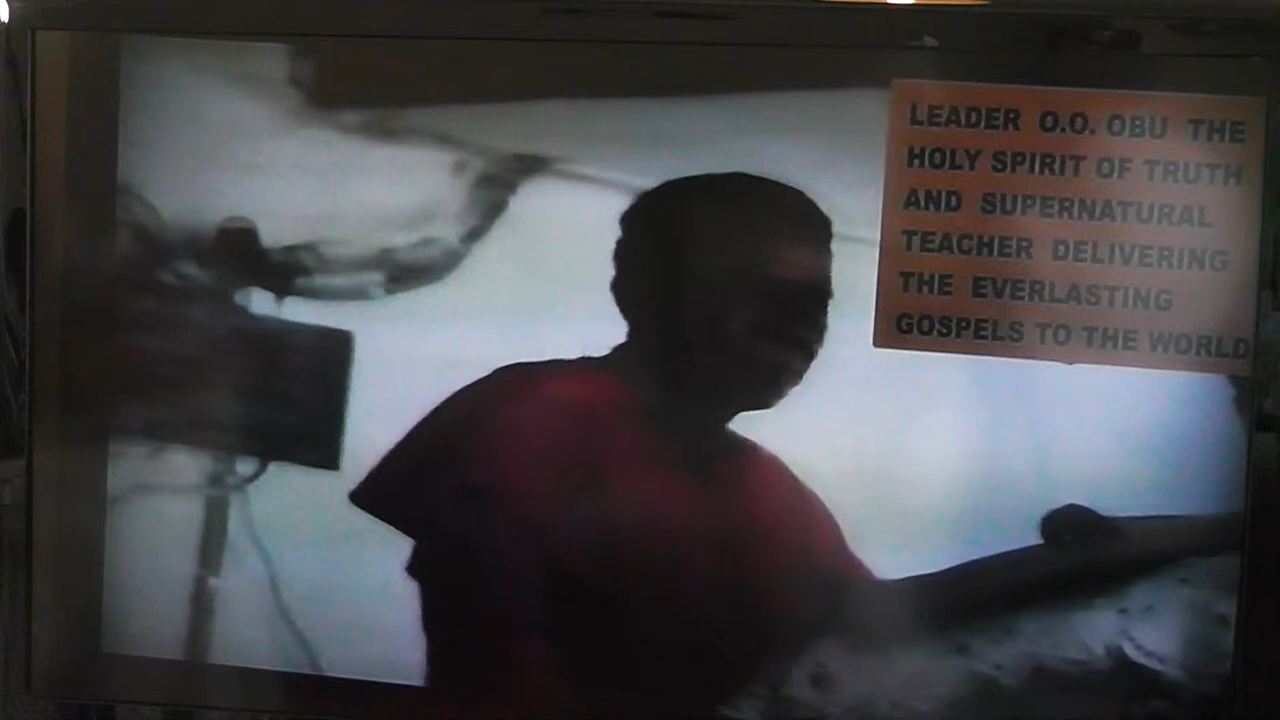 LEADER O.O. OBU THE
HOLY SPIRIT OF TRUTH
AND SUPERNATURAL
TEACHER DELIVERING
THE EVERLASTING
GOSPELS TO THE WORLD